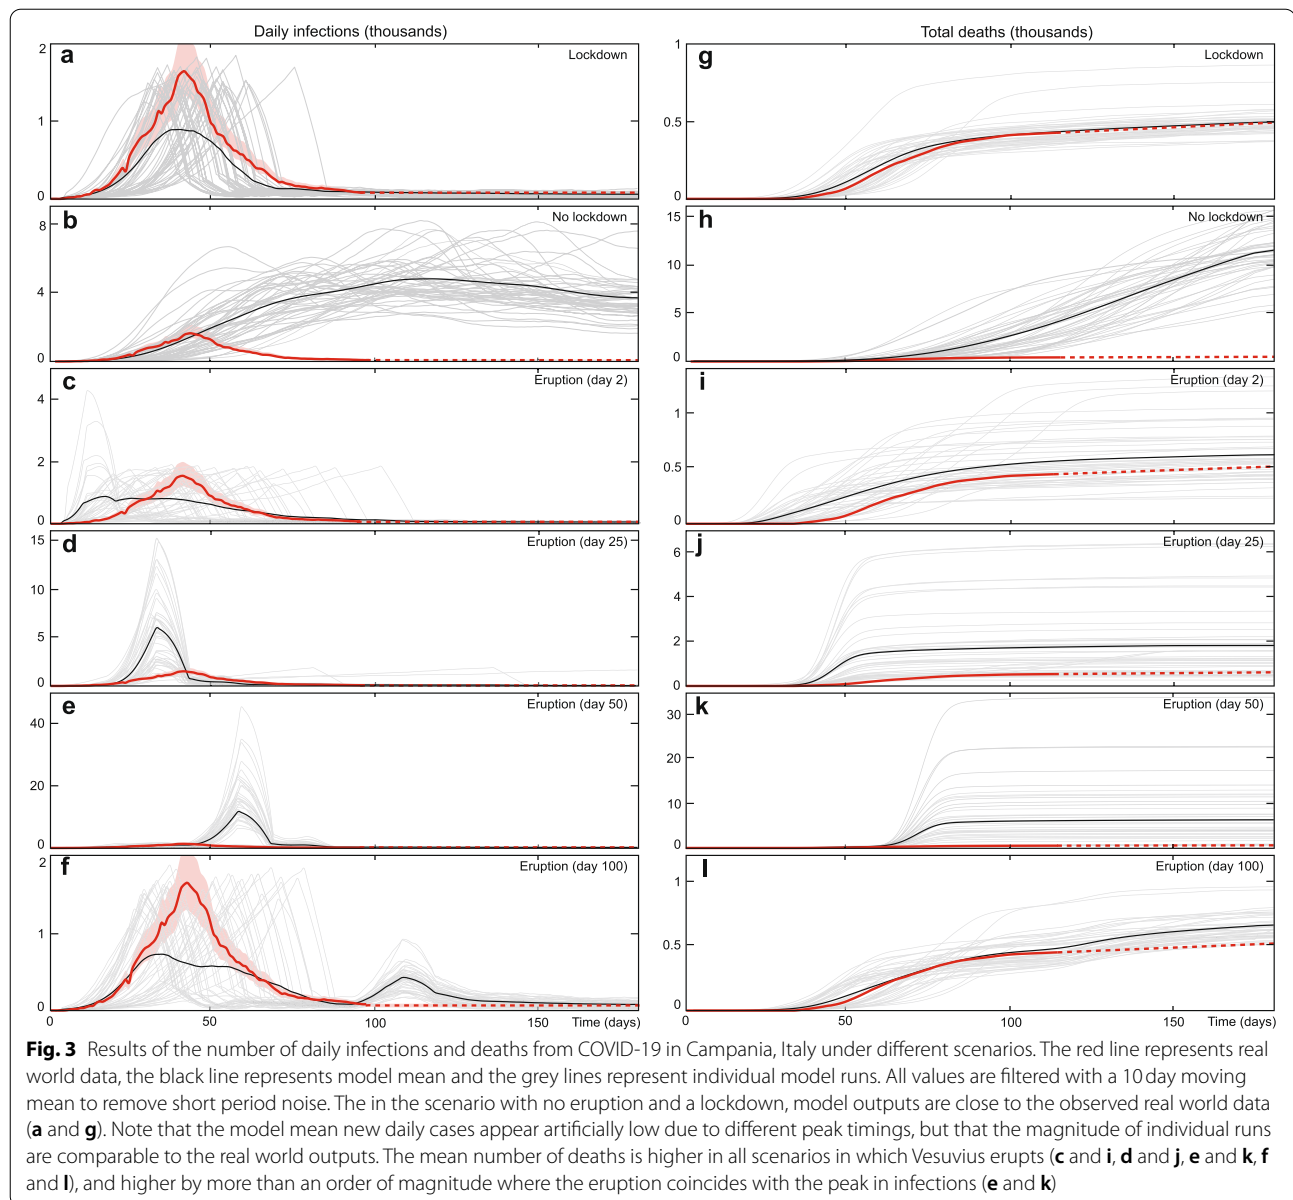 Daily infections (thousands)
Total deaths (thousands)
a
Lockdown
2
1
0
g
Lockdown
1
0.5
0
b
No lockdown
8
4
0
h
No lockdown
15
10
5
0
c
Eruption (day 2)
4
2
0
i
Eruption (day 2)
1
0.5
0
d
Eruption (day 25)
15
10
5
0
j
Eruption (day 25)
6
4
2
0
e
Eruption (day 50)
40
20
0
k
Eruption (day 50)
30
20
10
0
f
Eruption (day 100)
2
1
0
l
Eruption (day 100)
1
0.5
0
0 50 100 150 Time (days)
0 50 100 150 Time (days)
Fig. 3 Results of the number of daily infections and deaths from COVID-19 in Campania, Italy under different scenarios. The red line represents real
world data, the black line represents model mean and the grey lines represent individual model runs. All values are filtered with a 10 day moving
mean to remove short period noise. The in the scenario with no eruption and a lockdown, model outputs are close to the observed real world data
(a and g). Note that the model mean new daily cases appear artificially low due to different peak timings, but that the magnitude of individual runs
are comparable to the real world outputs. The mean number of deaths is higher in all scenarios in which Vesuvius erupts (c and i, d and j, e and k, f
and l), and higher by more than an order of magnitude where the eruption coincides with the peak in infections (e and k)